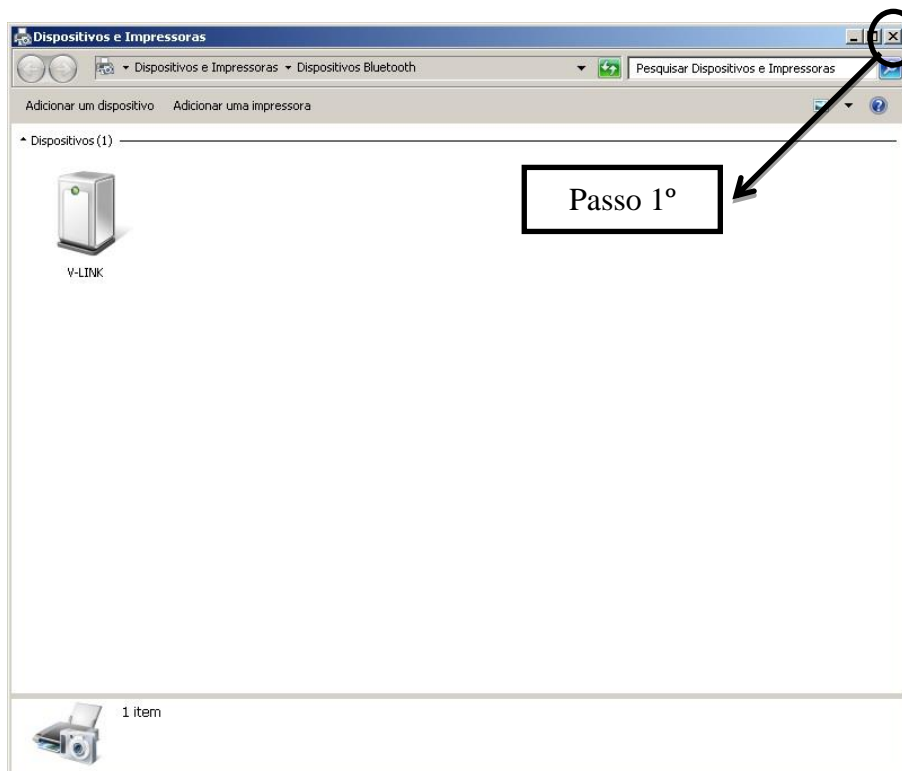 Dispositivos e Impressoras
Dispositivos e Impressoras Dispositivos Bluetooth Pesquisar Dispositivos e Impressoras
Adicionar um dispositivo Adicionar uma impressora
Dispositivos (1)
Passo 1º
V-LINK
1 item